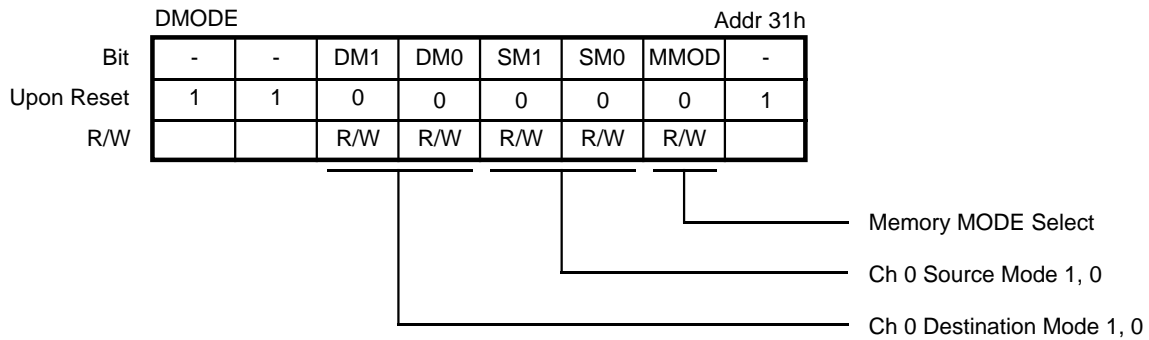 DMODE Addr 31h
Bit - - DM1 DM0 SM1 SM0 MMOD -
Upon Reset 1 1 0 0 0 0 0 1
R/W R/W R/W R/W R/W R/W
Memory MODE Select
Ch 0 Source Mode 1, 0
Ch 0 Destination Mode 1, 0